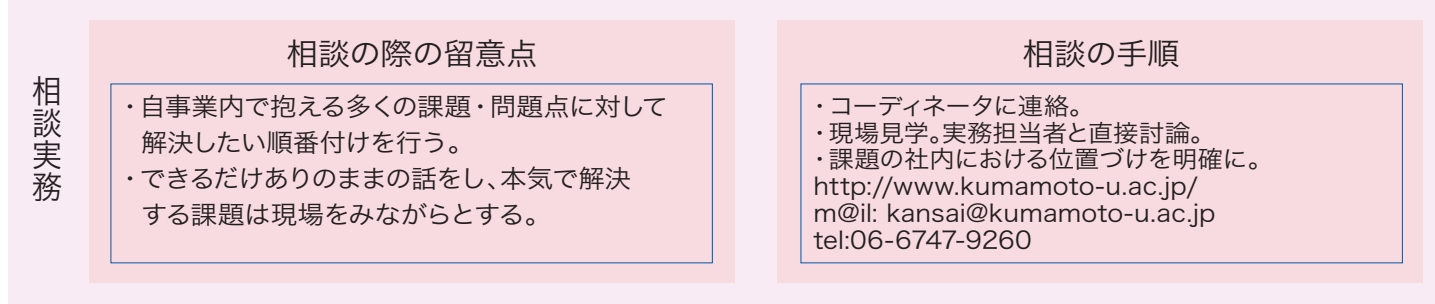 相談実務
相談の際の留意点
・自事業内で抱える多くの課題・問題点に対して
解決したい順番付けを行う。
・できるだけありのままの話をし、本気で解決
する課題は現場をみながらとする。
相談の手順
・コーディネータに連絡。
・現場見学。実務担当者と直接討論。
・課題の社内における位置づけを明確に。
http://www.kumamoto-u.ac.jp/
m@il: kansai@kumamoto-u.ac.jp
tel:06-6747-9260